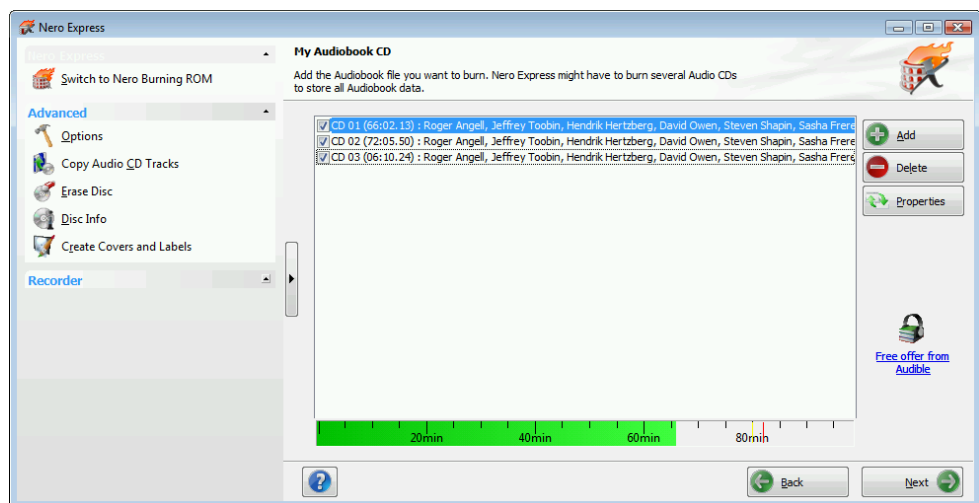 Nero Express
Nero Express
Switch to Nero Burning ROM
Advanced
Options
Copy Audio CD Tracks
Erase Disc
Disc Info
Create Covers and Labels
Recorder
My Audiobook CD
Add the Audiobook file you want to burn. Nero Express might have to burn several Audio CDs
to store all Audiobook data.
CD 01 (66:02.13) : Roger Angell, Jeffrey Toobin, Hendrik Hertzberg, David Owen, Steven Shapin, Sasha Frere
CD 02 (72:05.50) : Roger Angell, Jeffrey Toobin, Hendrik Hertzberg, David Owen, Steven Shapin, Sasha Frere
CD 03 (06:10.24) : Roger Angell, Jeffrey Toobin, Hendrik Hertzberg, David Owen, Steven Shapin, Sasha Frere
Add
Delete
Properties
Free offer from
Audible
20min 40min 60min 80min
? Back Next